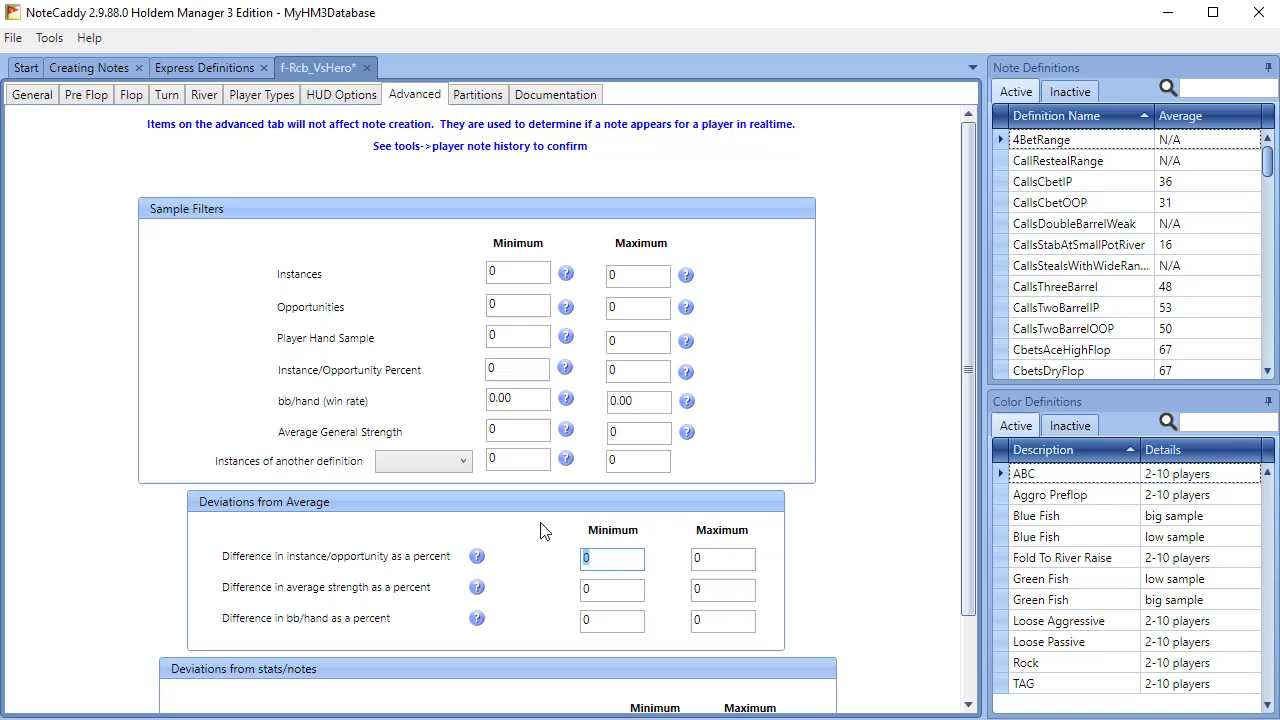 NoteCaddy 2.9.88.0 Holdem Manager 3 Edition - MyHM3Database
File Tools Help
Start Creating Notes × Express Definitions × f-Rcb_VsHero* ×
General Pre Flop Flop Turn River Player Types HUD Options Advanced Partitions Documentation
Items on the advanced tab will not affect note creation. They are used to determine if a note appears for a player in realtime.
See tools->player note history to confirm
Sample Filters
Minimum Maximum
Instances 0 ? 0 ?
Opportunities 0 ? 0 ?
Player Hand Sample 0 ? 0 ?
Instance/Opportunity Percent 0 ? 0 ?
bb/hand (win rate) 0.00 ? 0.00 ?
Average General Strength 0 ? 0 ?
Instances of another definition 0 ? 0
Deviations from Average
Minimum Maximum
Difference in instance/opportunity as a percent ? 0 0
Difference in average strength as a percent ? 0 0
Difference in bb/hand as a percent ? 0 0
Deviations from stats/notes
Minimum Maximum
Note Definitions
Active Inactive
Definition Name Average
4BetRange N/A
CallRestealRange N/A
CallsCbetIP 36
CallsCbetOOP 31
CallsDoubleBarrelWeak N/A
CallsStabAtSmallPotRiver 16
CallsStealsWithWideRan... N/A
CallsThreeBarrel 48
CallsTwoBarrelIP 53
CallsTwoBarrelOOP 50
CbetsAceHighFlop 67
CbetsDryFlop 67
Color Definitions
Active Inactive
Description Details
ABC 2-10 players
Aggro Preflop 2-10 players
Blue Fish big sample
Blue Fish low sample
Fold To River Raise 2-10 players
Green Fish low sample
Green Fish big sample
Loose Aggressive 2-10 players
Loose Passive 2-10 players
Rock 2-10 players
TAG 2-10 players